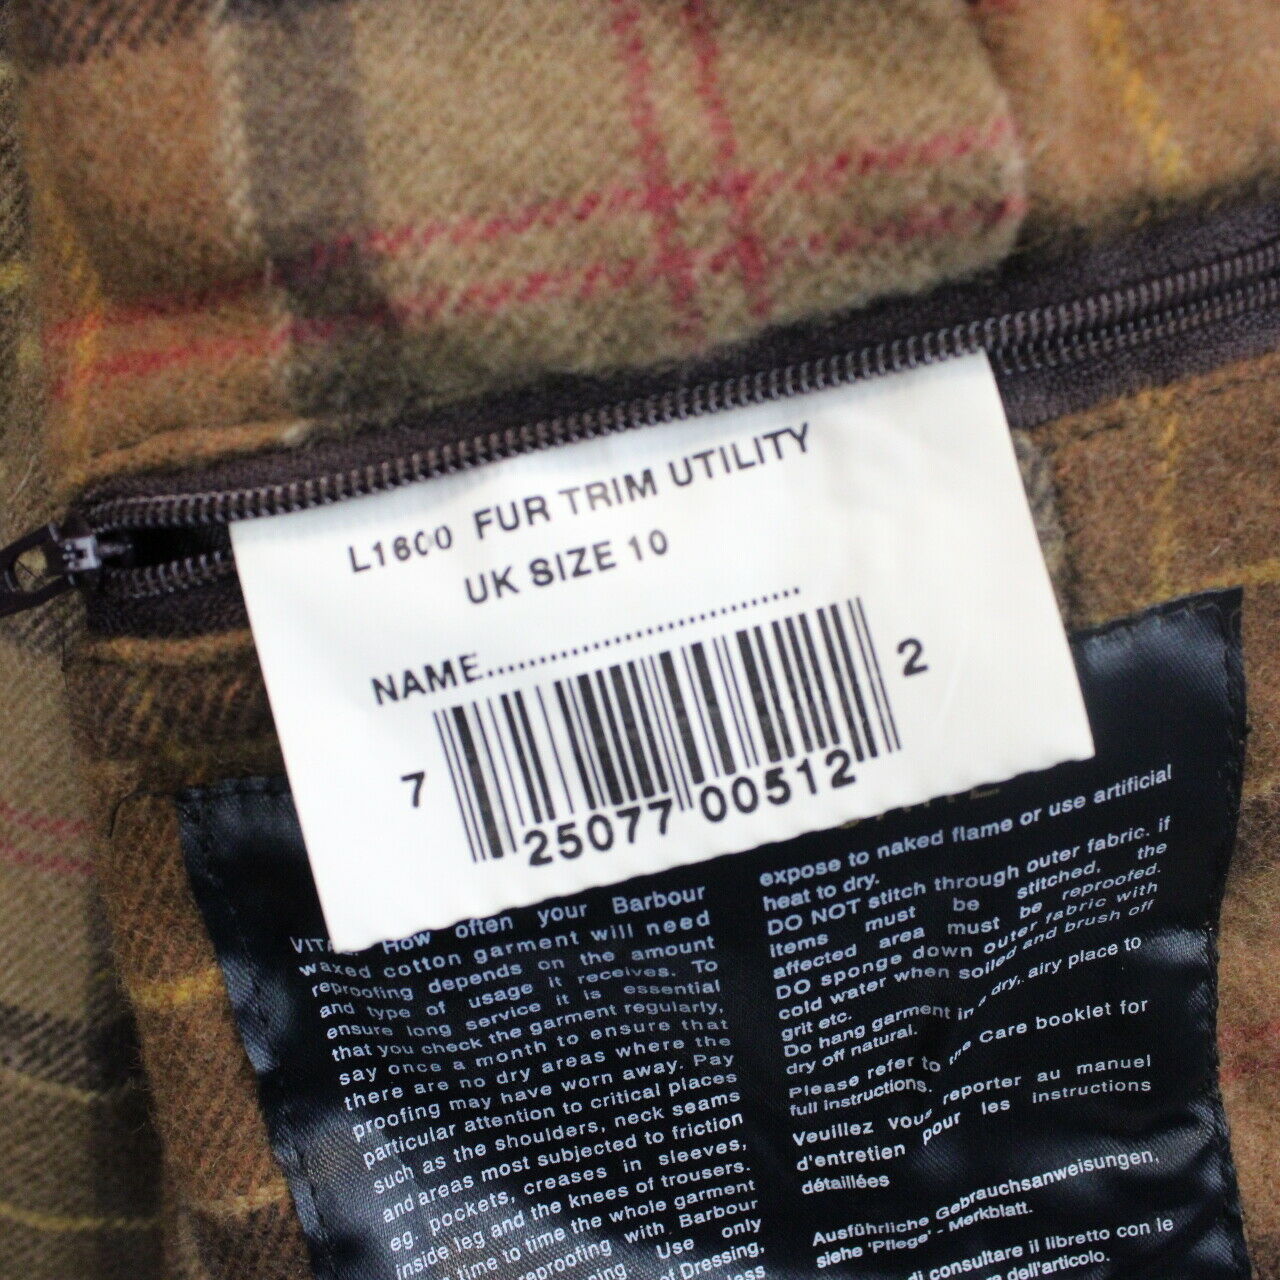 L1600 FUR TRIM UTILITY
UK SIZE 10
NAME
7 25077 00512 2
How often your Barbour
waxed cotton garment will need
reproofing depends on the amount
and type of usage it receives. To
ensure long service it is essential
that you check the garment regularly,
say once a month to ensure that
there are no dry areas where the
proofing may have worn away. Pay
particular attention to critical places
such as the shoulders, neck seams
and areas most subjected to friction
eg pockets, creases in sleeves,
inside leg and the knees of trousers.
time to time the whole garment
reproofing with Barbour
Use only
Dressing,
expose to naked flame or use artificial
heat to dry.
DO NOT stitch through outer fabric. if
items must be stitched, the
affected area must be reproofed.
DO sponge down outer fabric with
cold water when soiled and brush off
grit etc.
Do hang garment in a dry, airy place to
dry off natural.
Please refer to the Care booklet for
full instructions.
Veuillez vous reporter au manuel
d'entretien pour les instructions
détaillées
Ausführliche Gebrauchsanweisungen,
siehe 'Pflege' - Merkblatt.
di consultare il libretto con le
dell'articolo.